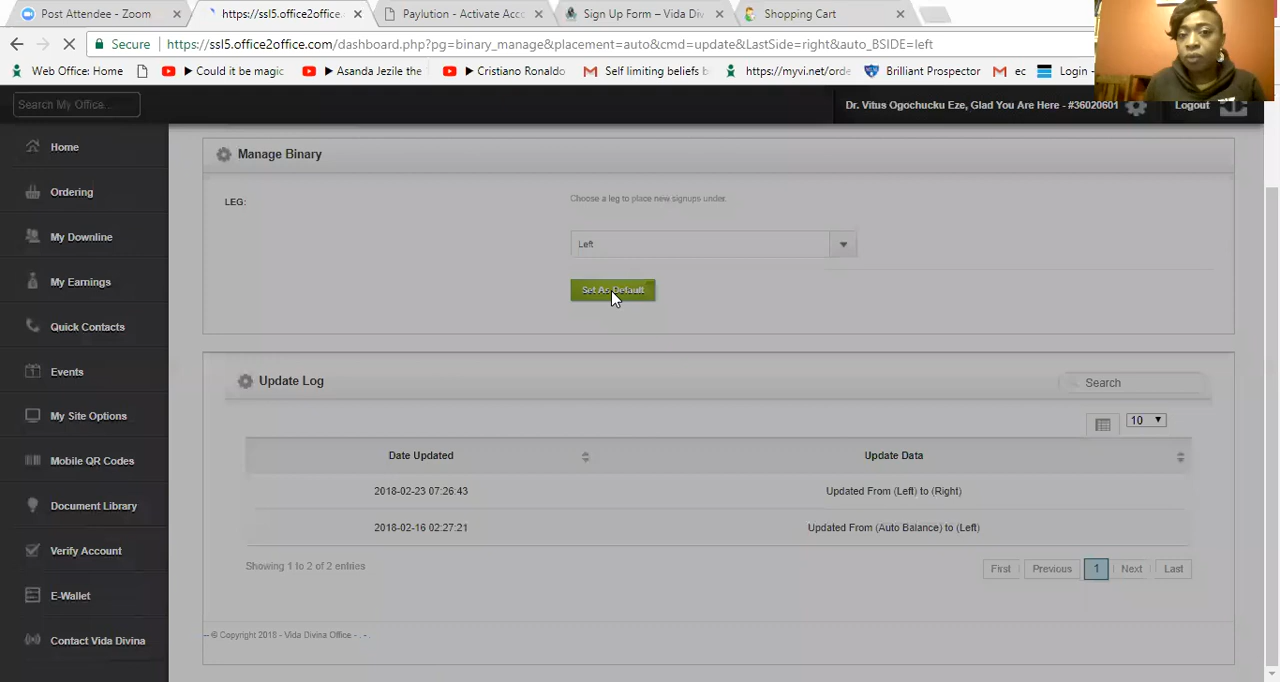 Post Attendee - Zoom
https://ssl5.office2office
Paylution - Activate Acc
Sign Up Form – Vida Div
Shopping Cart
Secure
https://ssl5.office2office.com/dashboard.php?pg=binary_manage&placement=auto&cmd=update&LastSide=right&auto_BSIDE=left
Web Office: Home
Could it be magic
Ananda Jezile the
Cristiano Ronaldo
Self limiting beliefs b
https://myvi.net/orde
Brilliant Prospector
ec
Login -
Search My Office..
Dr. Vitus Ogochucku Eze, Glad You Are Here - #36020601
Logout
Home
Ordering
My Downline
My Earnings
Quick Contacts
Events
My Site Options
Mobile QR Codes
Document Library
Verify Account
E-Wallet
Contact Vida Divina
Manage Binary
LEG:
Choose a leg to place new signups under.
Left
Set As Default
Update Log
Search
10
Date Updated
Update Data
2018-02-23 07:26:43
Updated From (Left) to (Right)
2018-02-16 02:27:21
Updated From (Auto Balance) to (Left)
Showing 1 to 2 of 2 entries
First
Previous
1
Next
Last
-- © Copyright 2018 - Vida Divina Office - . - .